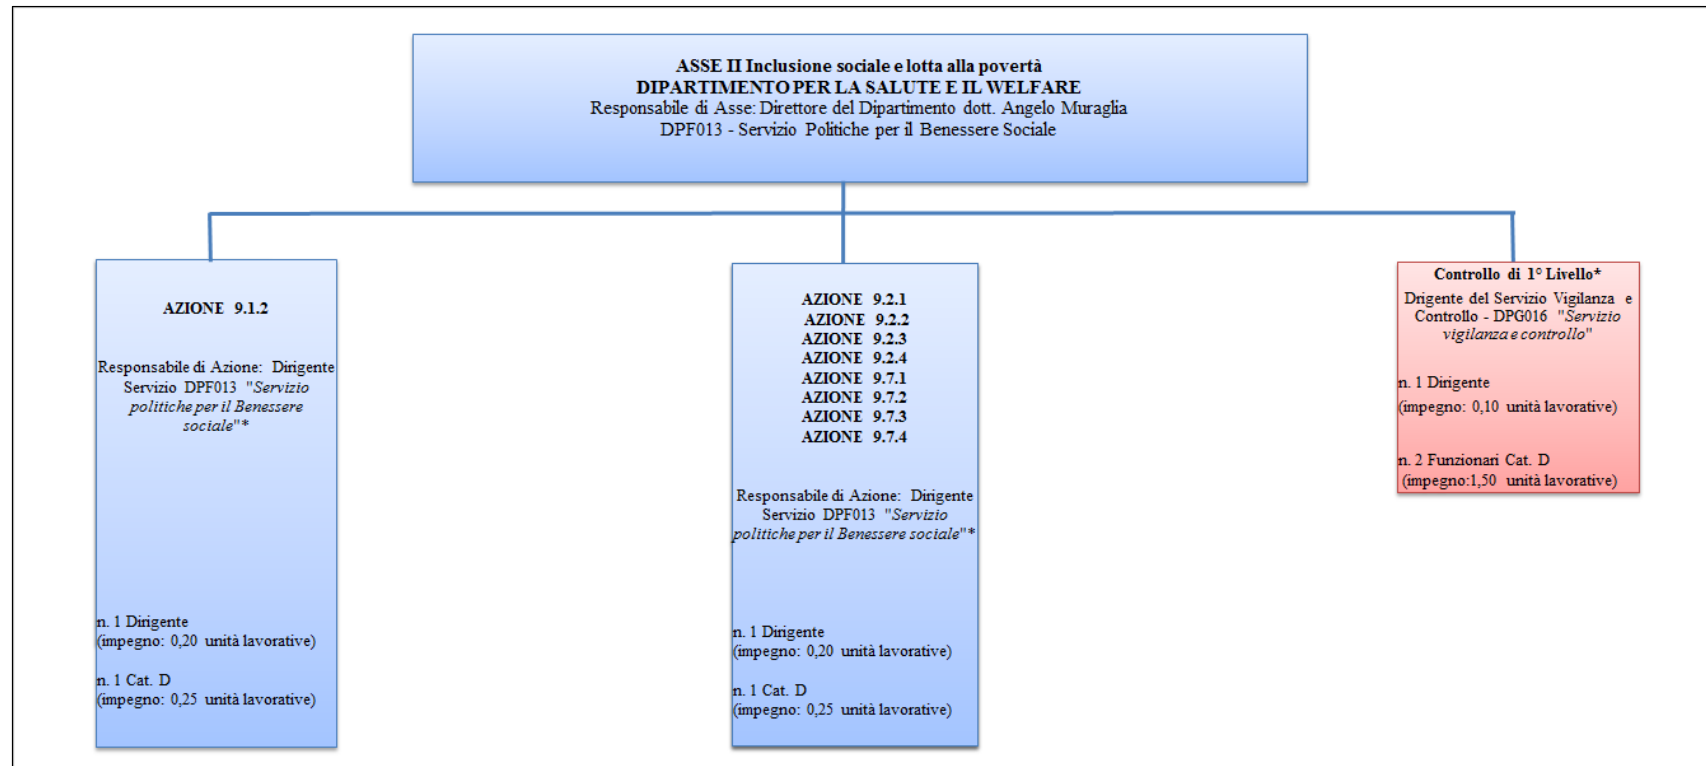 ASSE II Inclusione sociale e lotta alla povertà
DIPARTIMENTO PER LA SALUTE E IL WELFARE
Responsabile di Asse: Direttore del Dipartimento dott. Angelo Muraglia
DPF013 - Servizio Politiche per il Benessere Sociale
AZIONE 9.1.2
Responsabile di Azione: Dirigente
Servizio DPF013 "Servizio
politiche per il Benessere
sociale"*
n. 1 Dirigente
(impegno: 0,20 unità lavorative)
n. 1 Cat. D
(impegno: 0,25 unità lavorative)
AZIONE 9.2.1
AZIONE 9.2.2
AZIONE 9.2.3
AZIONE 9.2.4
AZIONE 9.7.1
AZIONE 9.7.2
AZIONE 9.7.3
AZIONE 9.7.4
Responsabile di Azione: Dirigente
Servizio DPF013 "Servizio
politiche per il Benessere sociale"*
n. 1 Dirigente
(impegno: 0,20 unità lavorative)
n. 1 Cat. D
(impegno: 0,25 unità lavorative)
Controllo di 1° Livello*
Drigente del Servizio Vigilanza e
Controllo - DPG016 "Servizio
vigilanza e controllo"
n. 1 Dirigente
(impegno: 0,10 unità lavorative)
n. 2 Funzionari Cat. D
(impegno:1,50 unità lavorative)